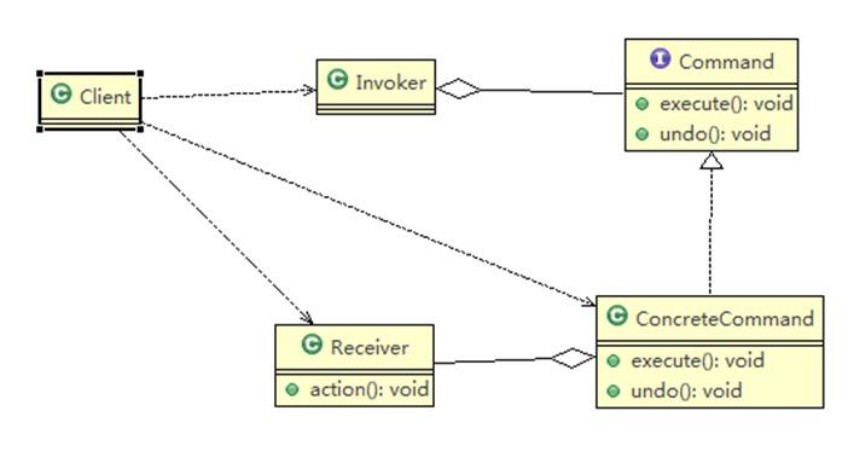 C Client
C Invoker
I Command
execute(): void
undo(): void
C Receiver
action(): void
C ConcreteCommand
execute(): void
undo(): void